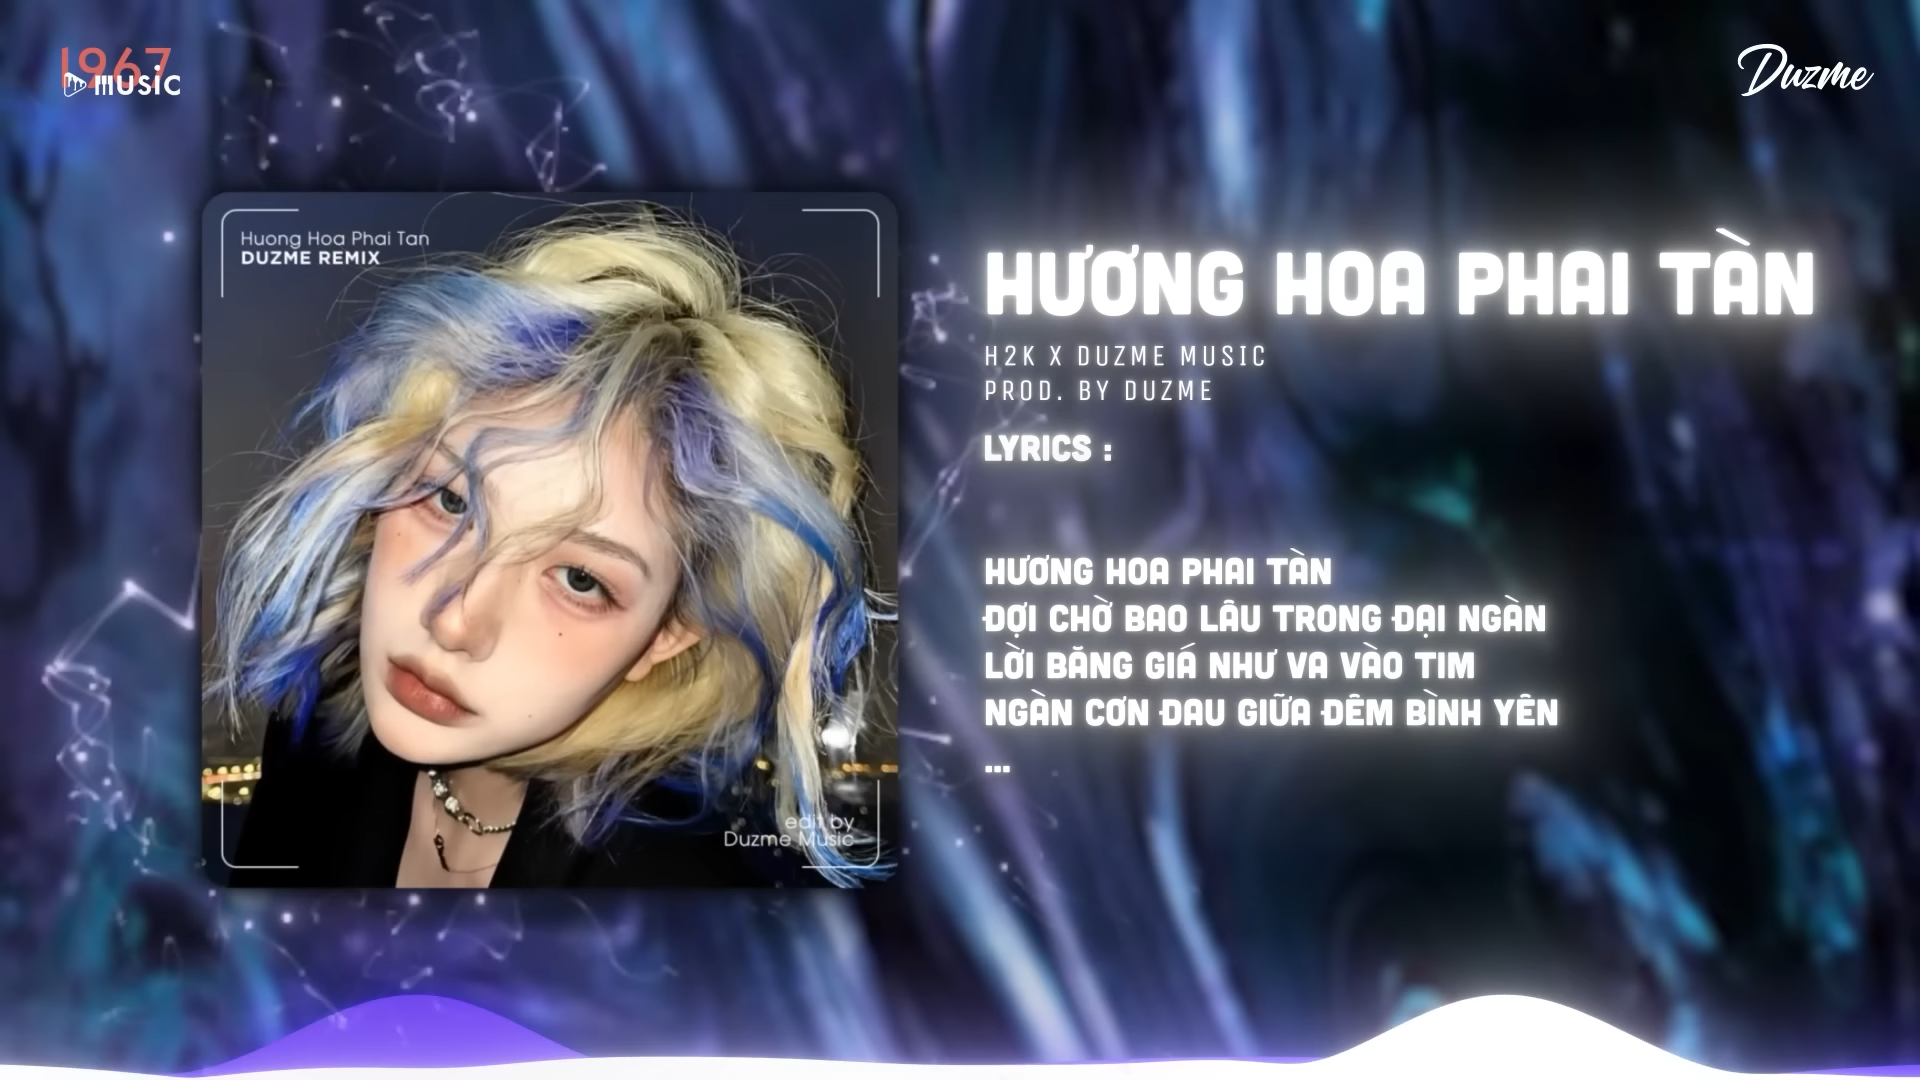 1967
music
Duzme
Huong Hoa Phai Tan
DUZME REMIX
HƯƠNG HOA PHAI TÀN
H2K X DUZME MUSIC
PROD. BY DUZME
LYRICS :
HƯƠNG HOA PHAI TÀN
ĐỢI CHỜ BAO LÂU TRONG ĐẠI NGÀN
LỜI BĂNG GIÁ NHƯ VA VÀO TIM
NGÀN CƠN ĐAU GIỮA ĐÊM BÌNH YÊN
...
edit by
Duzme Music